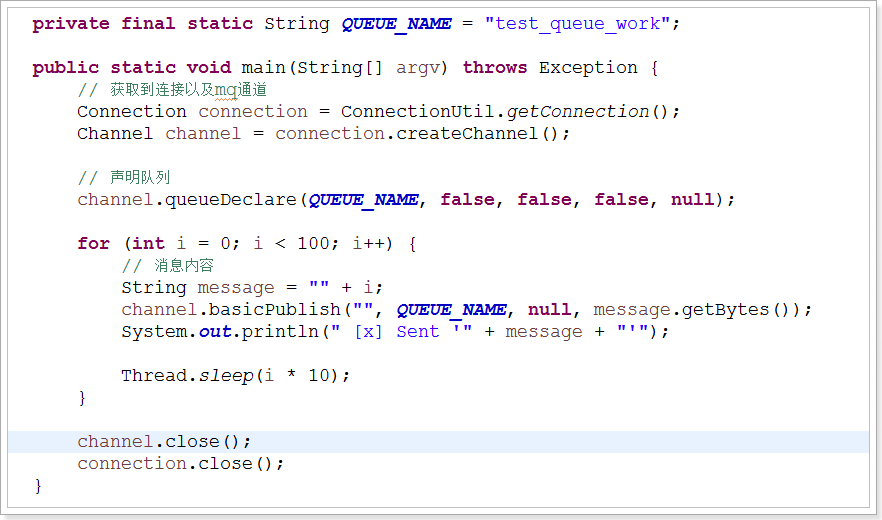 private final static String QUEUE_NAME = "test_queue_work";
public static void main(String[] argv) throws Exception {
// 获取到连接以及mq通道
Connection connection = ConnectionUtil.getConnection();
Channel channel = connection.createChannel();
// 声明队列
channel.queueDeclare(QUEUE_NAME, false, false, false, null);
for (int i = 0; i < 100; i++) {
// 消息内容
String message = "" + i;
channel.basicPublish("", QUEUE_NAME, null, message.getBytes());
System.out.println(" [x] Sent '" + message + "'");
Thread.sleep(i * 10);
}
channel.close();
connection.close();
}